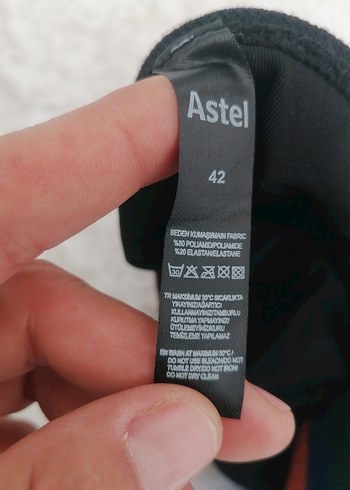 Astel
42
BEDEN KUMAŞI/MAIN FABRIC
%80 POLIAMID/POLIAMIDE
%20 ELASTAN/ELASTANE
30
TR MAKSİMUM 30°C SICAKLIKTA
YIKAYINIZ/AĞARTICI
KULLANMAYINIZ/TAMBURLU
KURUTMA YAPMAYINIZ/
ÜTÜLEMEYİNİZ/KURU
TEMİZLEME YAPILAMAZ
EN WASH AT MAXIMUM 30°C /
DO NOT USE BLEACH/DO NOT
TUMBLE DRY/DO NOT IRON/
DO NOT DRY CLEAN